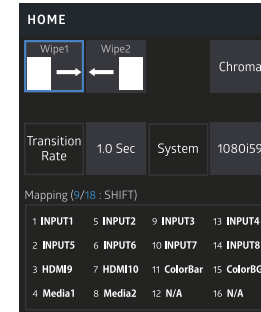 HOME
Wipe1 Wipe2
Chroma
Transition Rate 1.0 Sec System 1080i59
Mapping (9/18 : SHIFT)
1 INPUT1 5 INPUT2 9 INPUT3 13 INPUT4
2 INPUT5 6 INPUT6 10 INPUT7 14 INPUT8
3 HDMI9 7 HDMI10 11 ColorBar 15 ColorBG
4 Media1 8 Media2 12 N/A 16 N/A